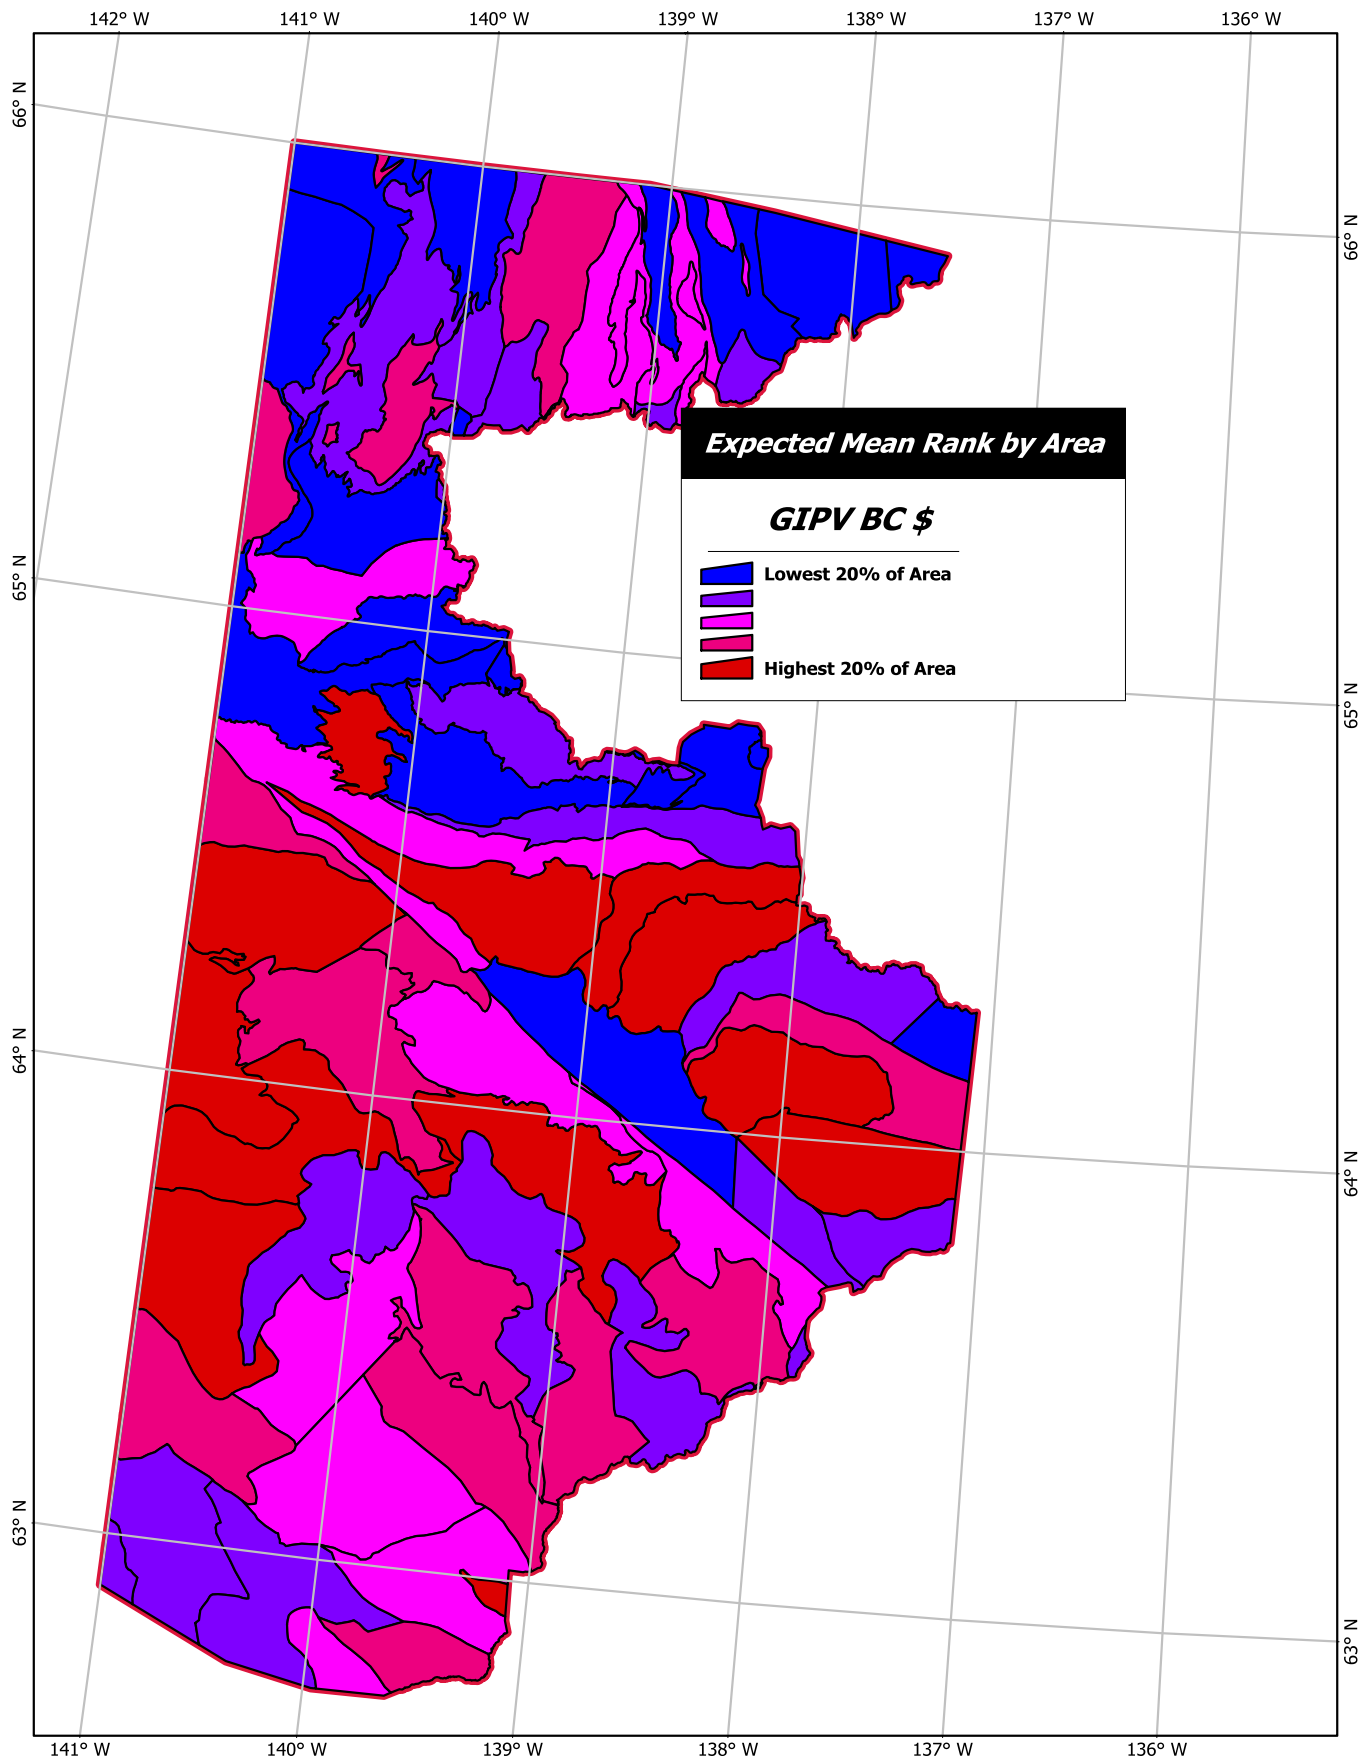 142° W 141° W 140° W 139° W 138° W 137° W 136° W
66° N
66° N
Expected Mean Rank by Area
GIPV BC $
Lowest 20% of Area
Highest 20% of Area
65° N
65° N
64° N
64° N
63° N
63° N
141° W 140° W 139° W 138° W 137° W 136° W